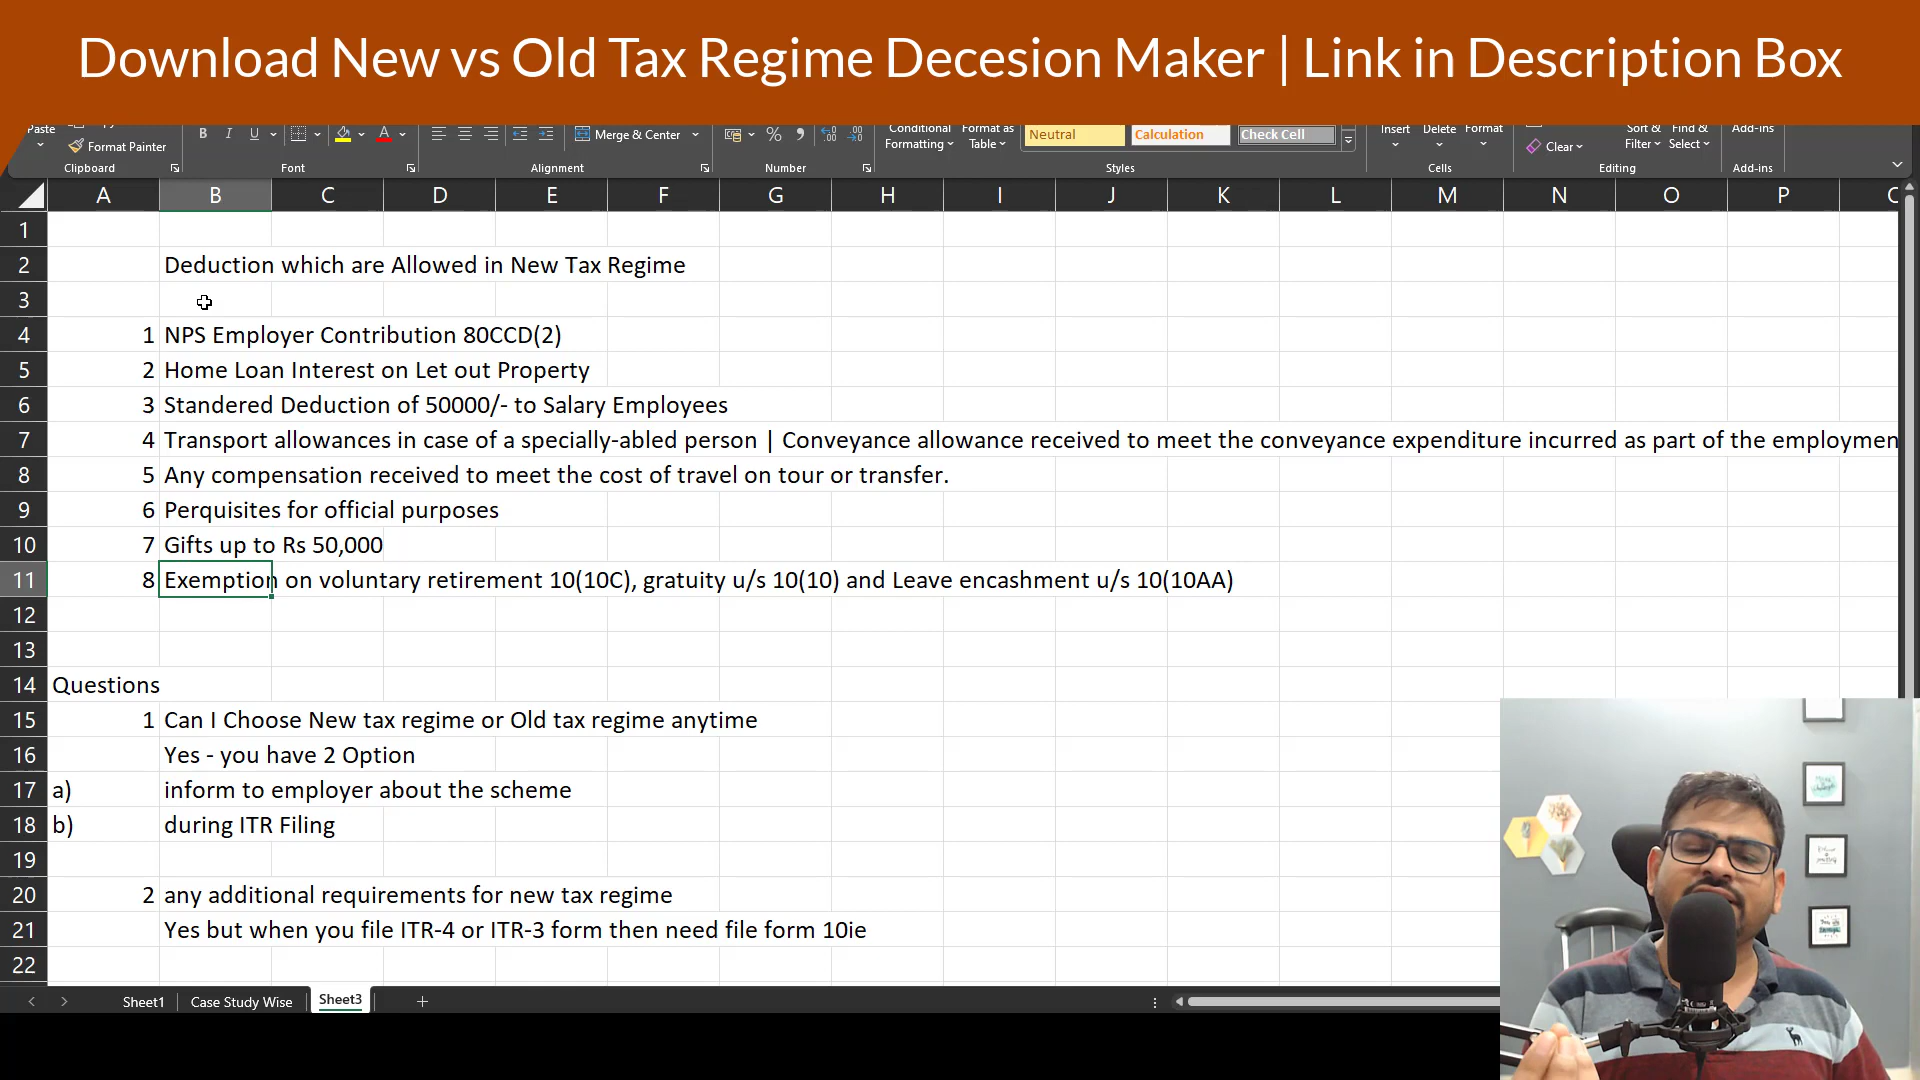 Download New vs Old Tax Regime Decesion Maker | Link in Description Box
Paste
Format Painter
B I U A
Merge & Center
% ,
Conditional Formatting
Format as Table
Neutral
Calculation
Check Cell
Insert
Delete
Format
Clear
Sort & Filter
Find & Select
Add-ins
Clipboard
Font
Alignment
Number
Styles
Cells
Editing
Add-ins
A B C D E F G H I J K L M N O P
1
2 Deduction which are Allowed in New Tax Regime
3
4 1 NPS Employer Contribution 80CCD(2)
5 2 Home Loan Interest on Let out Property
6 3 Standered Deduction of 50000/- to Salary Employees
7 4 Transport allowances in case of a specially-abled person | Conveyance allowance received to meet the conveyance expenditure incurred as part of the employmen
8 5 Any compensation received to meet the cost of travel on tour or transfer.
9 6 Perquisites for official purposes
10 7 Gifts up to Rs 50,000
11 8 Exemption on voluntary retirement 10(10C), gratuity u/s 10(10) and Leave encashment u/s 10(10AA)
12
13
14 Questions
15 1 Can I Choose New tax regime or Old tax regime anytime
16 Yes - you have 2 Option
17 a) inform to employer about the scheme
18 b) during ITR Filing
19
20 2 any additional requirements for new tax regime
21 Yes but when you file ITR-4 or ITR-3 form then need file form 10ie
22
Sheet1 Case Study Wise Sheet3